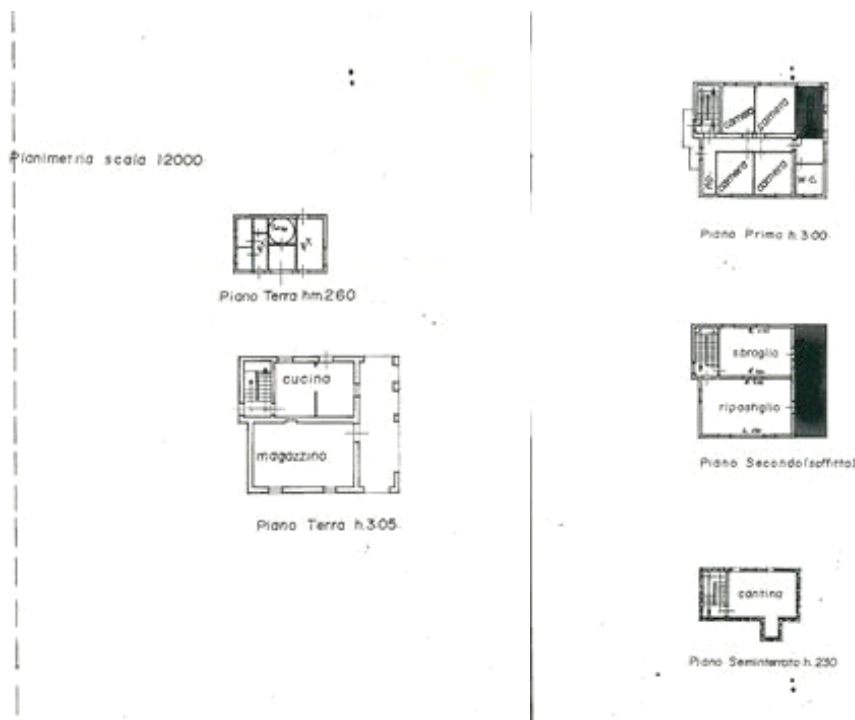 Planimetria scala 1:2000
Piano Terra hm.2.60
cucina
magazzino
Piano Terra h.3.05
camera
camera
camera
camera
w.c.
Piano Primo h.3.00
sbroglio
ripostiglio
Piano Secondo (soffitta)
cantina
Piano Seminterrato h.2.30